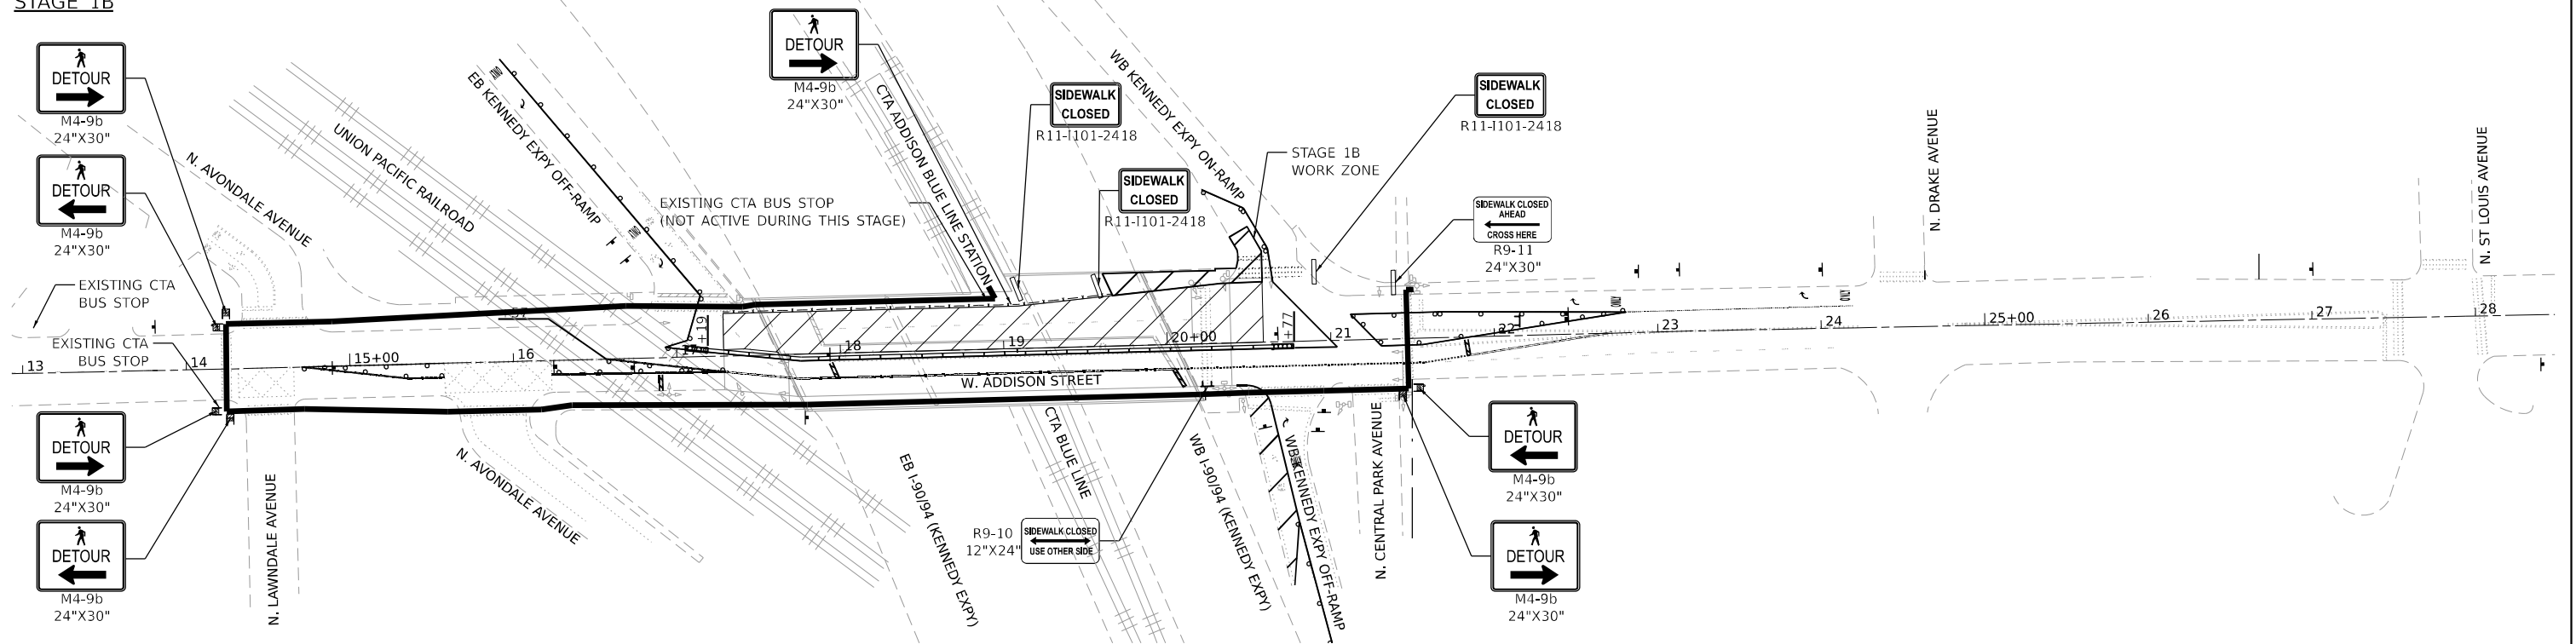 STAGE 1B
DETOUR
M4-9b
24"X30"
DETOUR
M4-9b
24"X30"
EXISTING CTA
BUS STOP
EXISTING CTA
BUS STOP
DETOUR
M4-9b
24"X30"
DETOUR
M4-9b
24"X30"
N. AVONDALE AVENUE
UNION PACIFIC RAILROAD
EB KENNEDY EXPY OFF-RAMP
EXISTING CTA BUS STOP
(NOT ACTIVE DURING THIS STAGE)
DETOUR
M4-9b
24"X30"
CTA ADDISON BLUE LINE STATION
SIDEWALK
CLOSED
R11-I101-2418
SIDEWALK
CLOSED
R11-I101-2418
WB KENNEDY EXPY ON-RAMP
STAGE 1B
WORK ZONE
SIDEWALK
CLOSED
R11-I101-2418
SIDEWALK CLOSED
AHEAD
CROSS HERE
R9-11
24"X30"
N. DRAKE AVENUE
N. ST LOUIS AVENUE
13
14
15+00
16
17
+19
18
19
20+00
+77
21
22
23
24
25+00
26
27
28
ONLY
ONLY
W. ADDISON STREET
N. LAWNDALE AVENUE
N. AVONDALE AVENUE
EB I-90/94 (KENNEDY EXPY)
CTA BLUE LINE
R9-10
12"X24"
SIDEWALK CLOSED
USE OTHER SIDE
WB I-90/94 (KENNEDY EXPY)
WB KENNEDY EXPY OFF-RAMP
N. CENTRAL PARK AVENUE
DETOUR
M4-9b
24"X30"
DETOUR
M4-9b
24"X30"